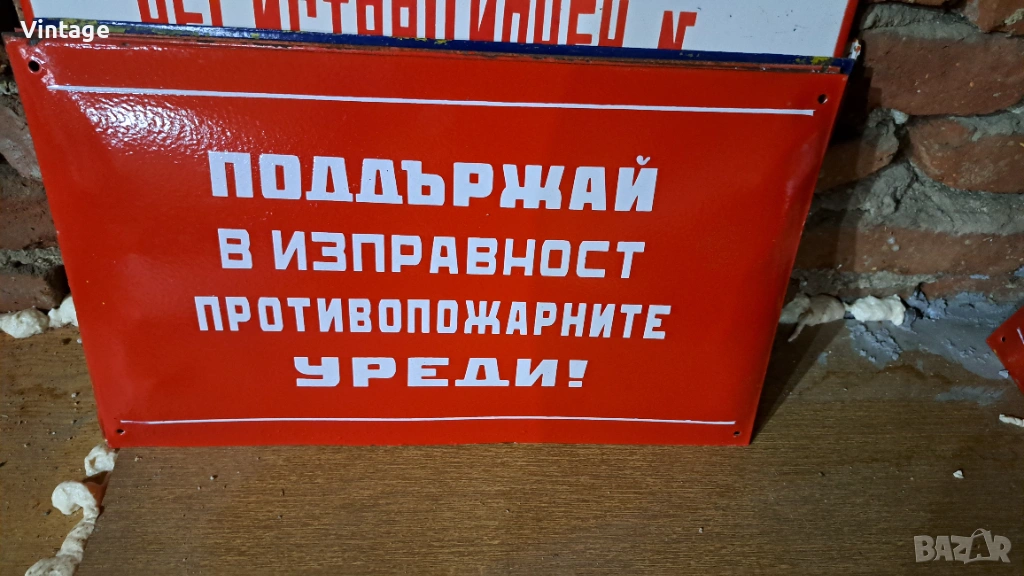 Vintage
ПОДДЪРЖАЙ
В ИЗПРАВНОСТ
ПРОТИВОПОЖАРНИТЕ
УРЕДИ!
BAZAR